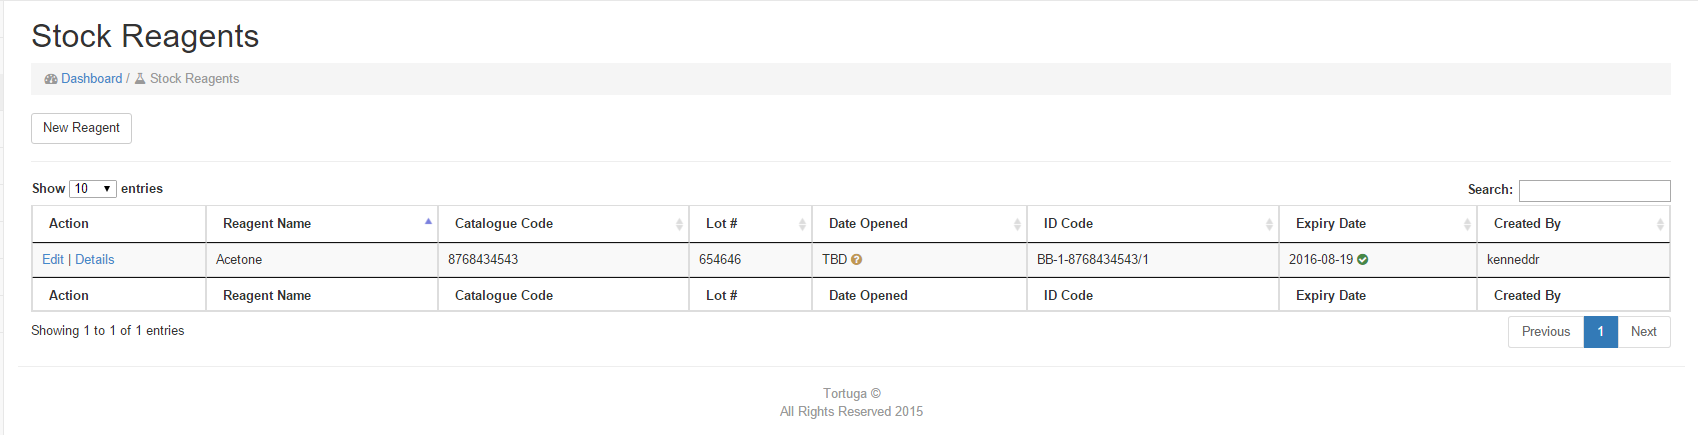 Stock Reagents
Dashboard / Stock Reagents
New Reagent
Show 10 entries Search:
Action Reagent Name Catalogue Code Lot # Date Opened ID Code Expiry Date Created By
Edit | Details Acetone 8768434543 654646 TBD ? BB-1-8768434543/1 2016-08-19 kenneddr
Action Reagent Name Catalogue Code Lot # Date Opened ID Code Expiry Date Created By
Showing 1 to 1 of 1 entries Previous 1 Next
Tortuga ©
All Rights Reserved 2015